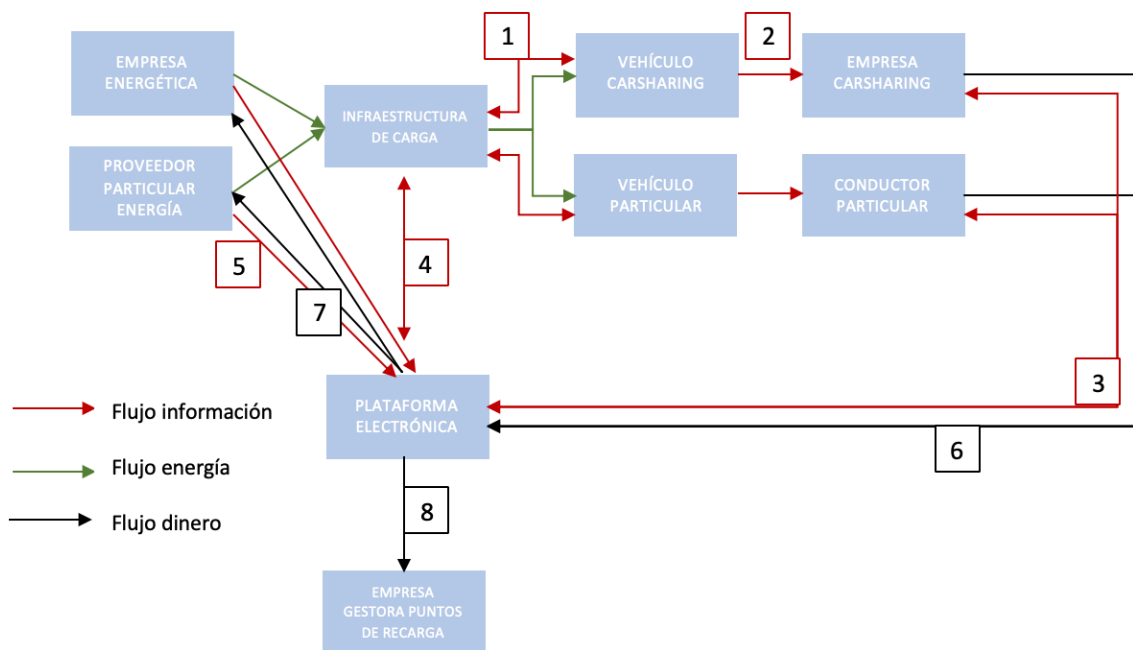 EMPRESA
ENERGÉTICA
PROVEEDOR
PARTICULAR
ENERGÍA
INFRAESTRUCTURA
DE CARGA
1
VEHÍCULO
CARSHARING
2
EMPRESA
CARSHARING
VEHÍCULO
PARTICULAR
CONDUCTOR
PARTICULAR
5
7
4
3
PLATAFORMA
ELECTRÓNICA
6
Flujo información
Flujo energía
Flujo dinero
8
EMPRESA
GESTORA PUNTOS
DE RECARGA